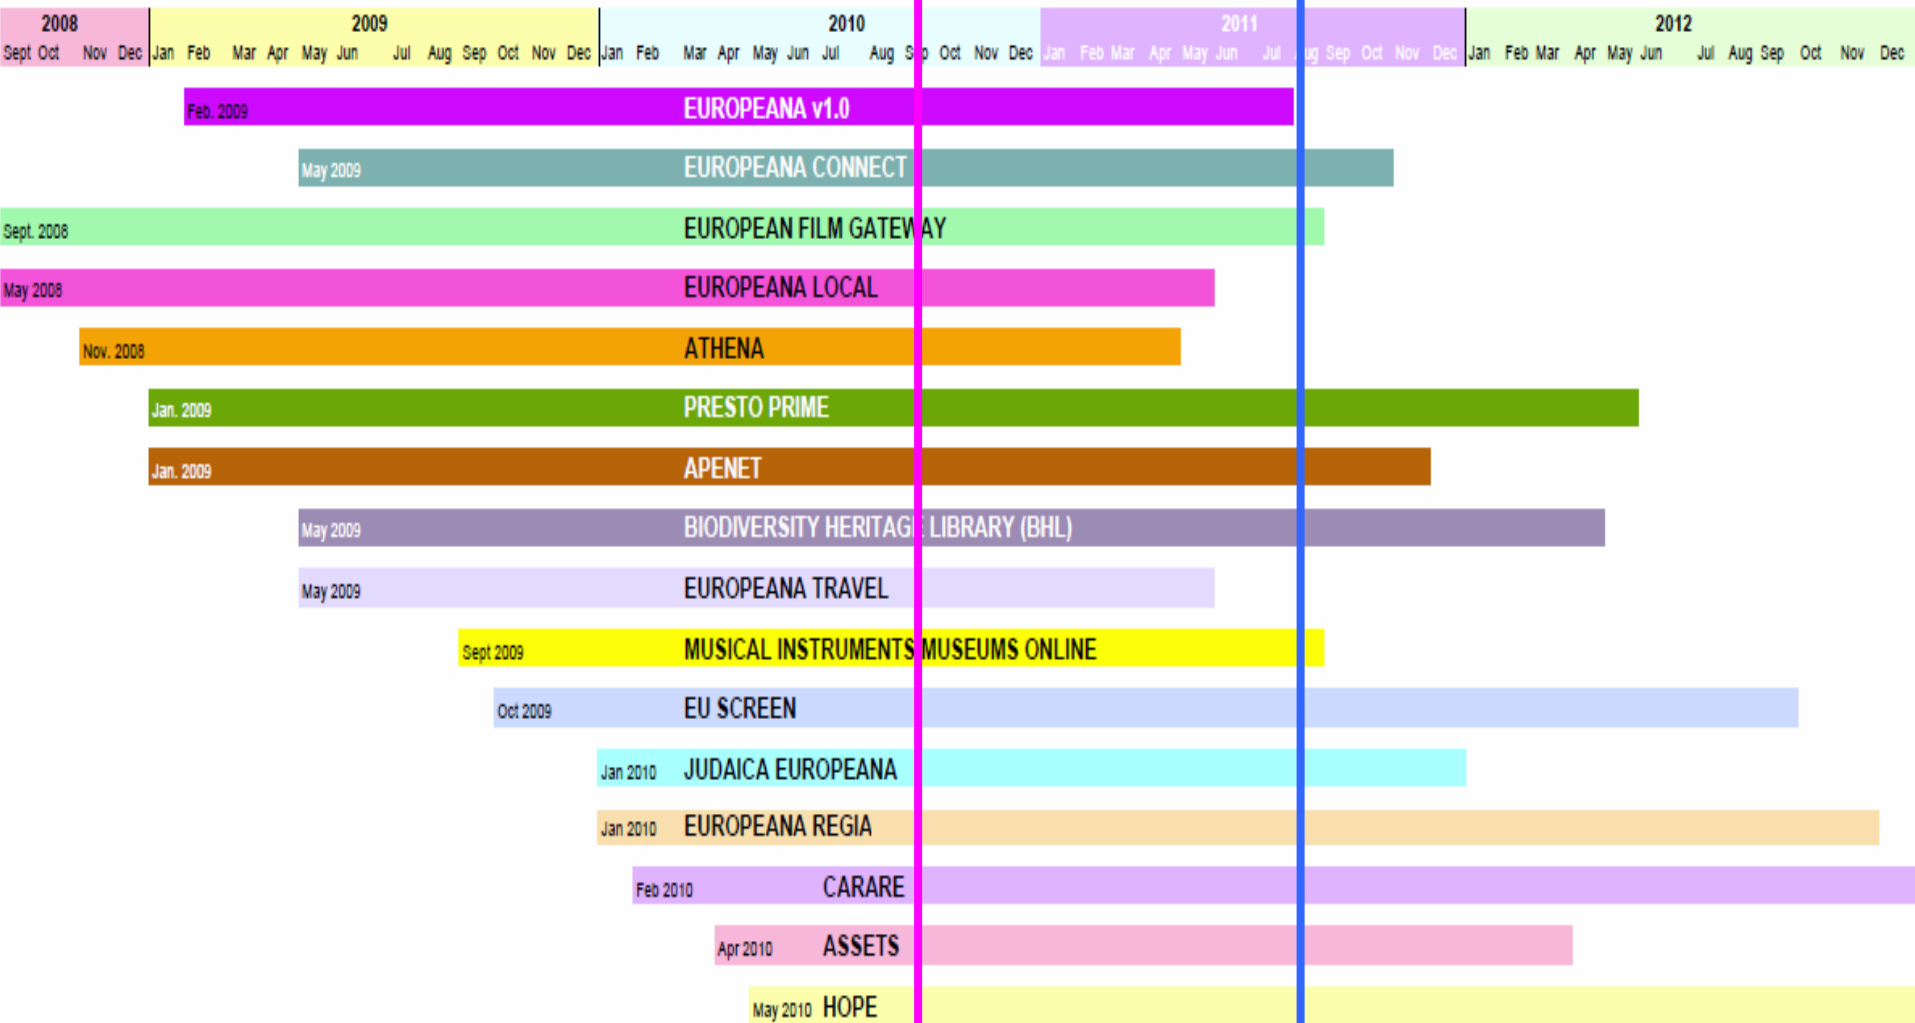 2008 2009 2010 2011 2012
Sept Oct Nov Dec Jan Feb Mar Apr May Jun Jul Aug Sep Oct Nov Dec Jan Feb Mar Apr May Jun Jul Aug Sep Oct Nov Dec Jan Feb Mar Apr May Jun Jul Aug Sep Oct Nov Dec Jan Feb Mar Apr May Jun Jul Aug Sep Oct Nov Dec
Feb. 2009 EUROPEANA v1.0
May 2009 EUROPEANA CONNECT
Sept. 2008 EUROPEAN FILM GATEWAY
May 2008 EUROPEANA LOCAL
Nov. 2008 ATHENA
Jan. 2009 PRESTO PRIME
Jan. 2009 APENET
May 2009 BIODIVERSITY HERITAGE LIBRARY (BHL)
May 2009 EUROPEANA TRAVEL
Sept 2009 MUSICAL INSTRUMENTS MUSEUMS ONLINE
Oct 2009 EU SCREEN
Jan 2010 JUDAICA EUROPEANA
Jan 2010 EUROPEANA REGIA
Feb 2010 CARARE
Apr 2010 ASSETS
May 2010 HOPE